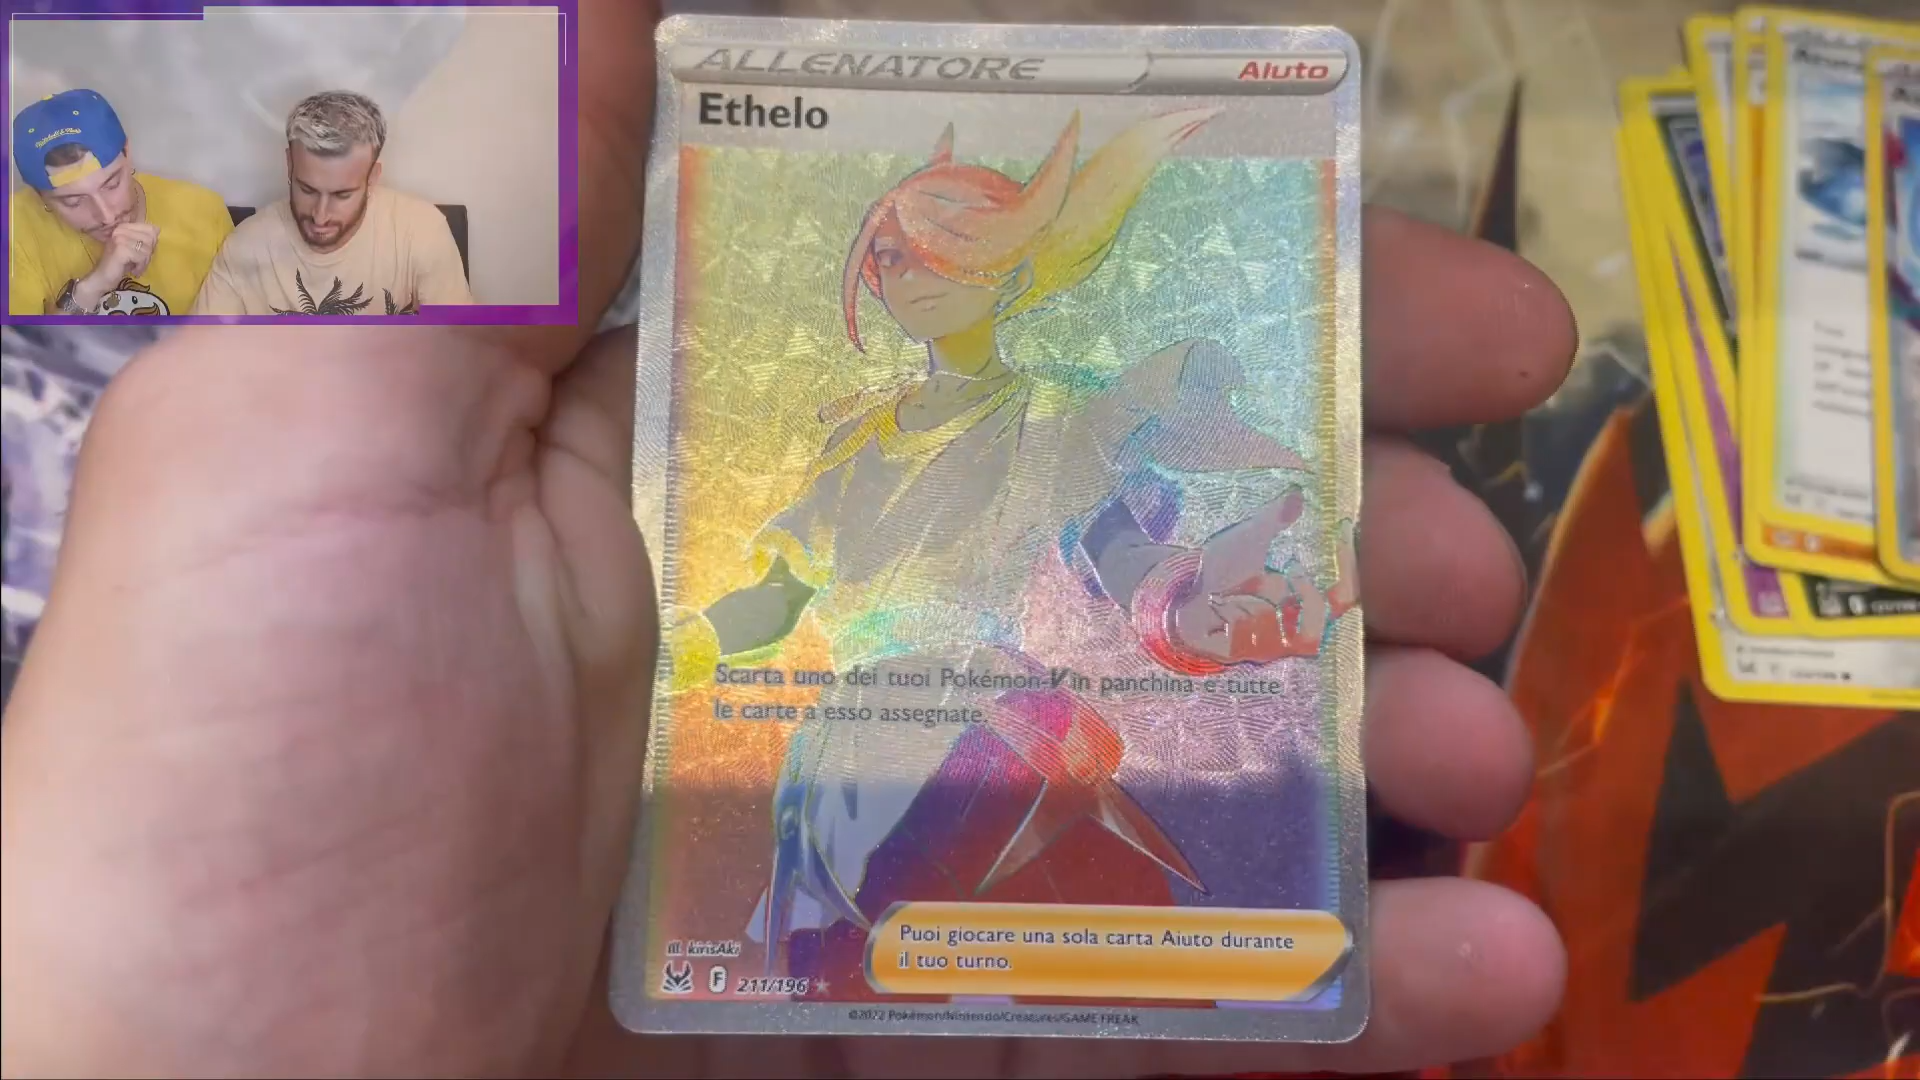 ALLENATORE
Aiuto
Ethelo
Scarta uno dei tuoi Pokémon-V in panchina e tutte
le carte a esso assegnate.
Puoi giocare una sola carta Aiuto durante
il tuo turno.
Ill. kirisAki
F 211/196
©2022 Pokémon/Nintendo/Creatures/GAME FREAK